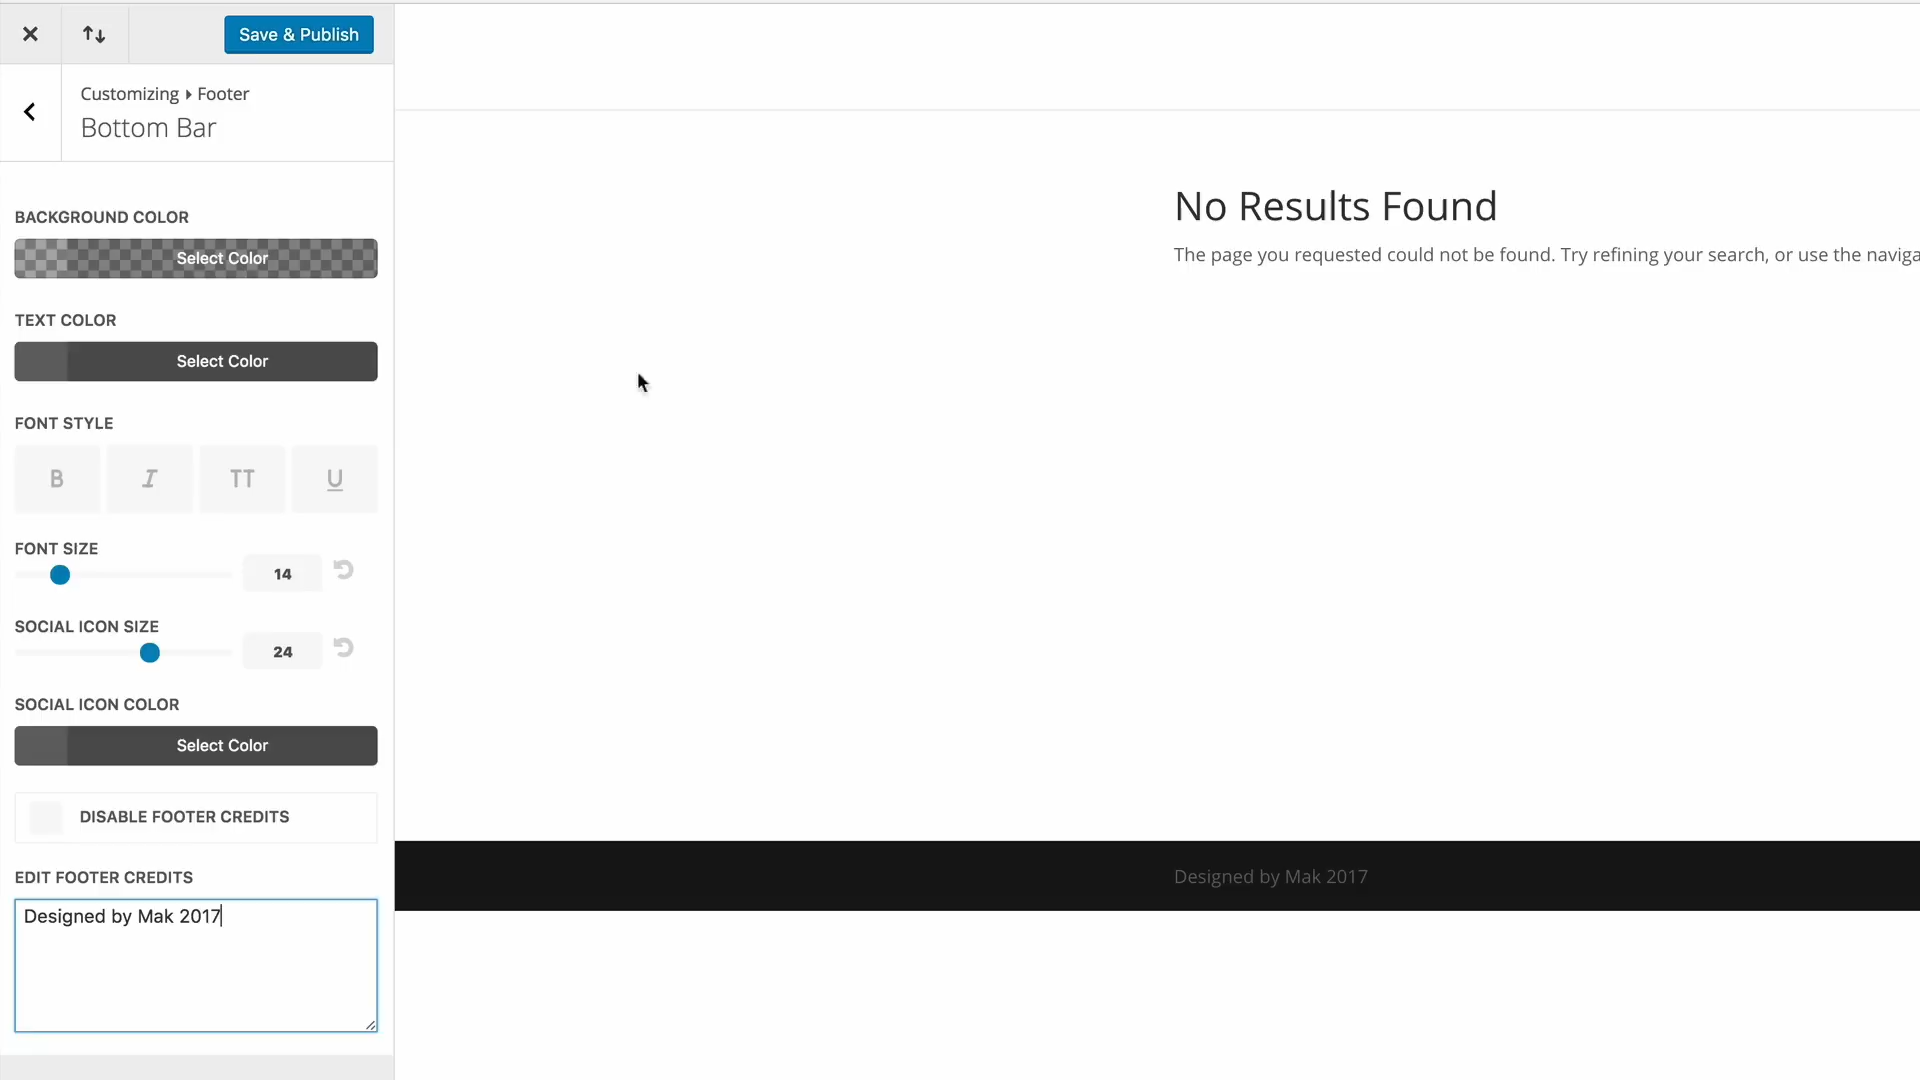 Save & Publish
Customizing ▸ Footer
Bottom Bar
BACKGROUND COLOR
Select Color
TEXT COLOR
Select Color
FONT STYLE
B I TT U
FONT SIZE
14
SOCIAL ICON SIZE
24
SOCIAL ICON COLOR
Select Color
DISABLE FOOTER CREDITS
EDIT FOOTER CREDITS
Designed by Mak 2017
No Results Found
The page you requested could not be found. Try refining your search, or use the naviga
Designed by Mak 2017